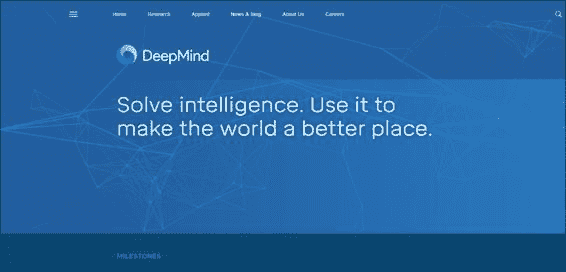 Home Research Applied News & Blog About Us Careers
DeepMind
Solve intelligence. Use it to
make the world a better place.
MILESTONES